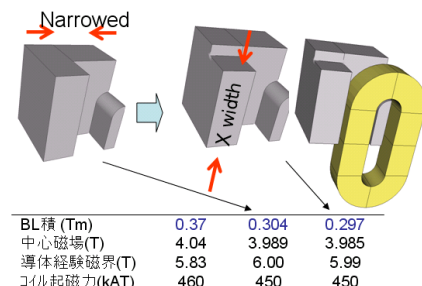 Narrowed
X width
BL積 (Tm) 0.37 0.304 0.297
中心磁場(T) 4.04 3.989 3.985
導体経験磁界(T) 5.83 6.00 5.99
コイル起磁力(kAT) 460 450 450